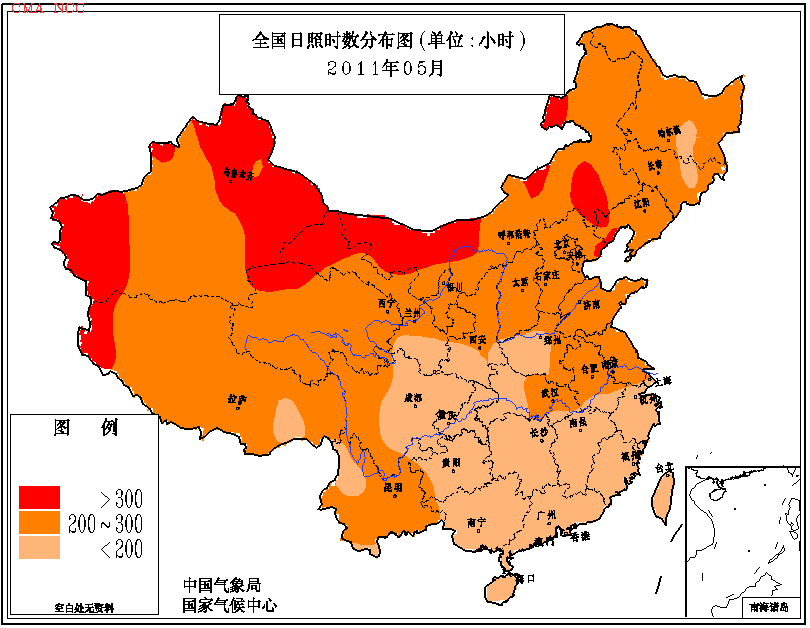 CMA NCC
全国日照时数分布图(单位:小时)
2011年05月
哈尔滨
长春
沈阳
乌鲁木齐
呼和浩特
北京
天津
石家庄
太原
银川
济南
西宁
兰州
西安
郑州
合肥
南京
上海
拉萨
成都
重庆
武汉
杭州
长沙
南昌
贵阳
福州
台北
昆明
南宁
广州
澳门
香港
海口
图 例
>300
200~300
<200
空白处无资料
中国气象局
国家气候中心
南海诸岛